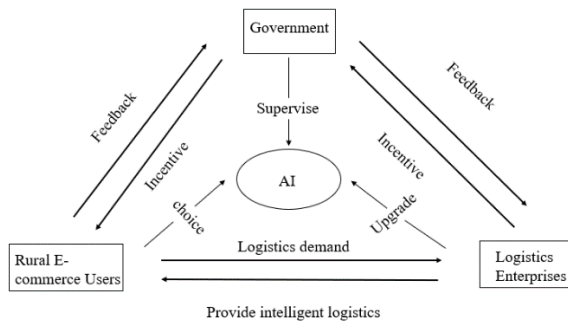 Government
Feedback
Incentive
Supervise
Feedback
Incentive
AI
choice
Upgrade
Rural E-
commerce Users
Logistics demand
Logistics
Enterprises
Provide intelligent logistics